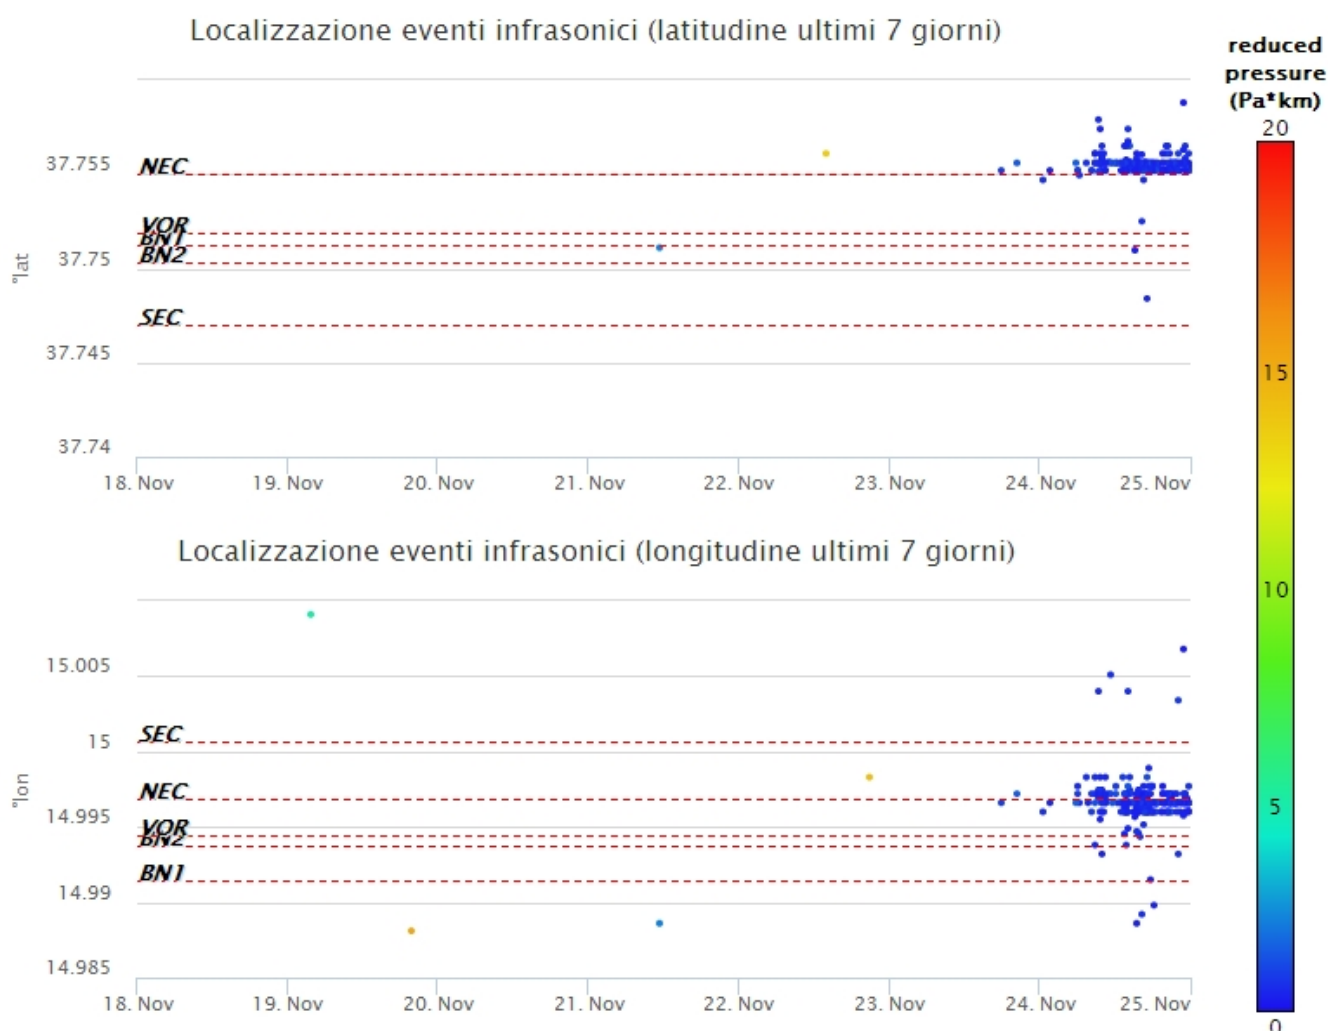 Localizzazione eventi infrasonici (latitudine ultimi 7 giorni)
reduced
pressure
(Pa*km)
20
15
10
5
0
37.755
37.75
37.745
37.74
°lat
NEC
VOR
BN1
BN2
SEC
18. Nov 19. Nov 20. Nov 21. Nov 22. Nov 23. Nov 24. Nov 25. Nov
Localizzazione eventi infrasonici (longitudine ultimi 7 giorni)
15.005
15
14.995
14.99
14.985
°lon
SEC
NEC
VOR
BN2
BN1
18. Nov 19. Nov 20. Nov 21. Nov 22. Nov 23. Nov 24. Nov 25. Nov